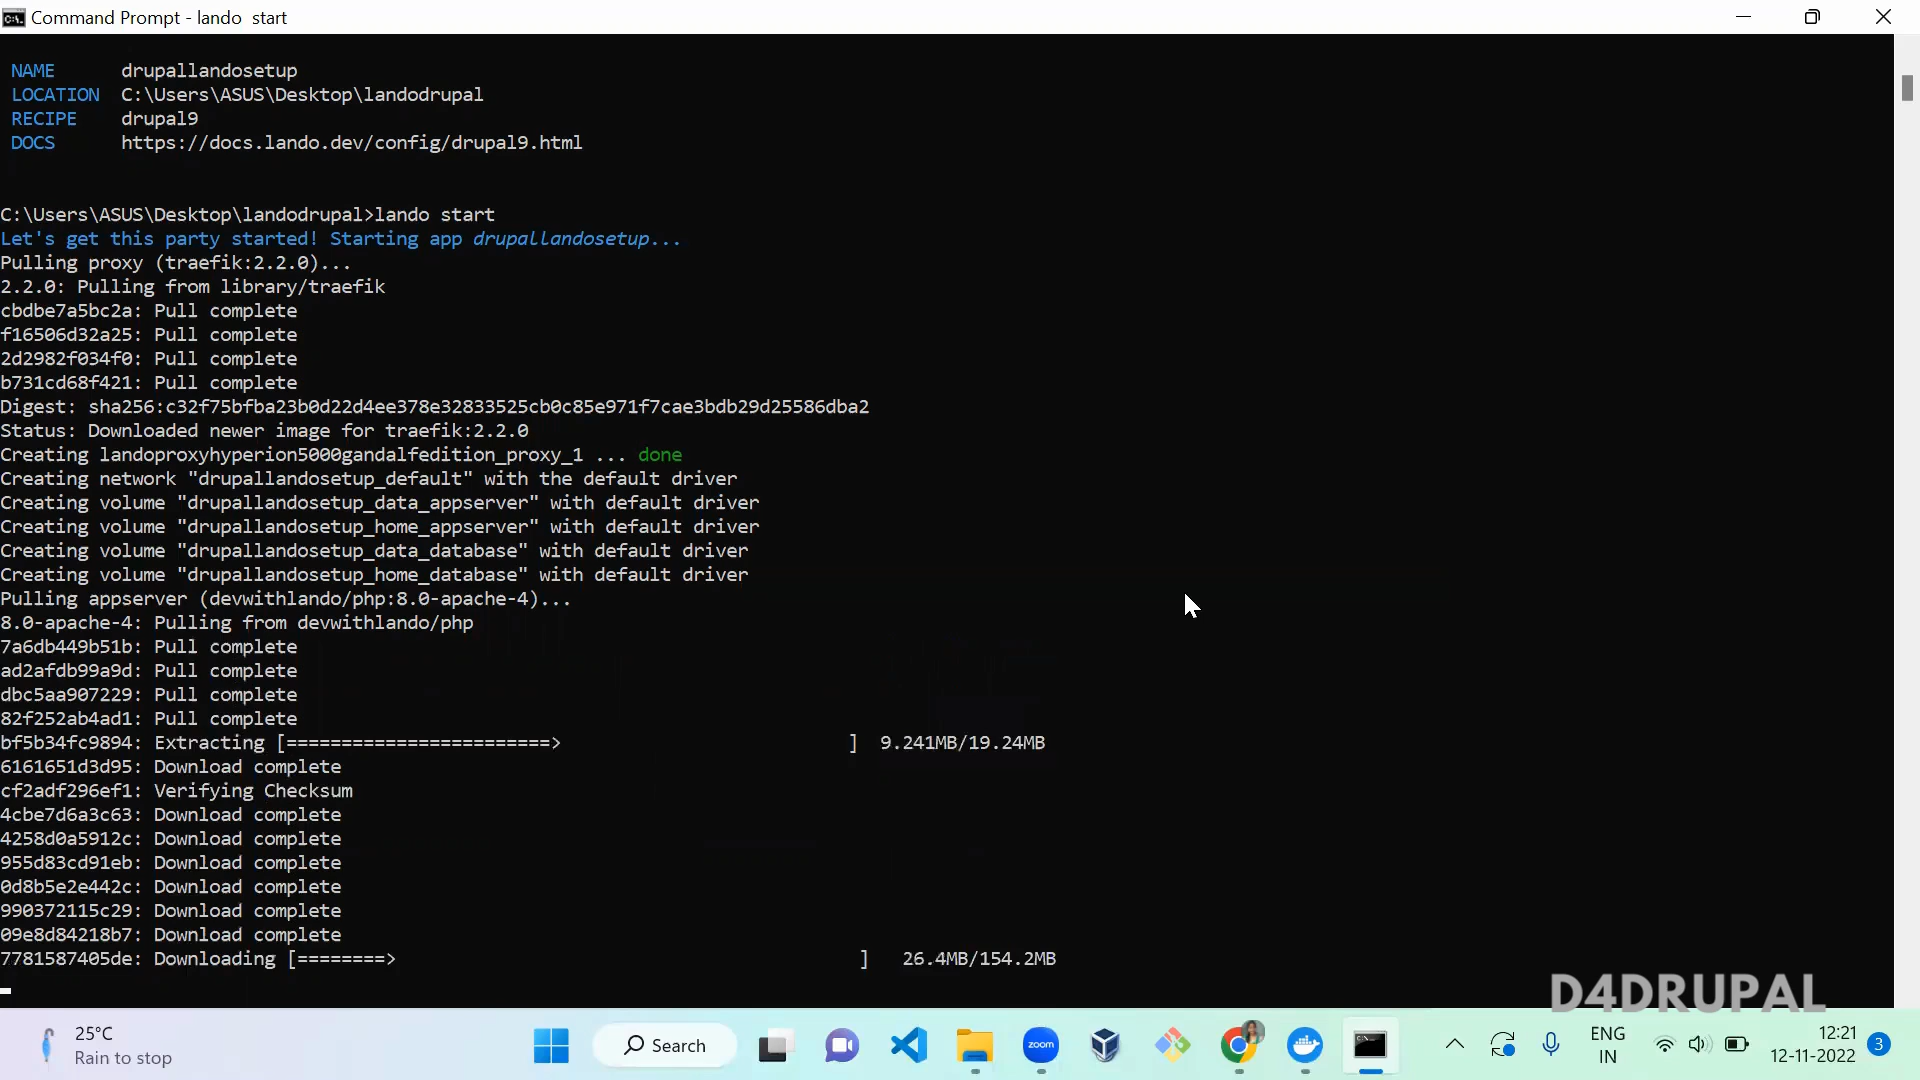 Command Prompt - lando  start
NAME      drupallandosetup
LOCATION  C:\Users\ASUS\Desktop\landodrupal
RECIPE    drupal9
DOCS      https://docs.lando.dev/config/drupal9.html
C:\Users\ASUS\Desktop\landodrupal>lando start
Let's get this party started! Starting app drupallandosetup...
Pulling proxy (traefik:2.2.0)...
2.2.0: Pulling from library/traefik
cbdbe7a5bc2a: Pull complete
f16506d32a25: Pull complete
2d2982f034f0: Pull complete
b731cd68f421: Pull complete
Digest: sha256:c32f75bfba23b0d22d4ee378e32833525cb0c85e971f7cae3bdb29d25586dba2
Status: Downloaded newer image for traefik:2.2.0
Creating landoproxyhyperion5000gandalfedition_proxy_1 ... done
Creating network "drupallandosetup_default" with the default driver
Creating volume "drupallandosetup_data_appserver" with default driver
Creating volume "drupallandosetup_home_appserver" with default driver
Creating volume "drupallandosetup_data_database" with default driver
Creating volume "drupallandosetup_home_database" with default driver
Pulling appserver (devwithlando/php:8.0-apache-4)...
8.0-apache-4: Pulling from devwithlando/php
7a6db449b51b: Pull complete
ad2afdb99a9d: Pull complete
dbc5aa907229: Pull complete
82f252ab4ad1: Pull complete
bf5b34fc9894: Extracting [========================>                          ]  9.241MB/19.24MB
6161651d3d95: Download complete
cf2adf296ef1: Verifying Checksum
4cbe7d6a3c63: Download complete
4258d0a5912c: Download complete
955d83cd91eb: Download complete
0d8b5e2e442c: Download complete
990372115c29: Download complete
09e8d84218b7: Download complete
7781587405de: Downloading [========>                                          ]   26.4MB/154.2MB
D4DRUPAL
25°C
Rain to stop
Search
zoom
ENG
IN
12:21
12-11-2022
3